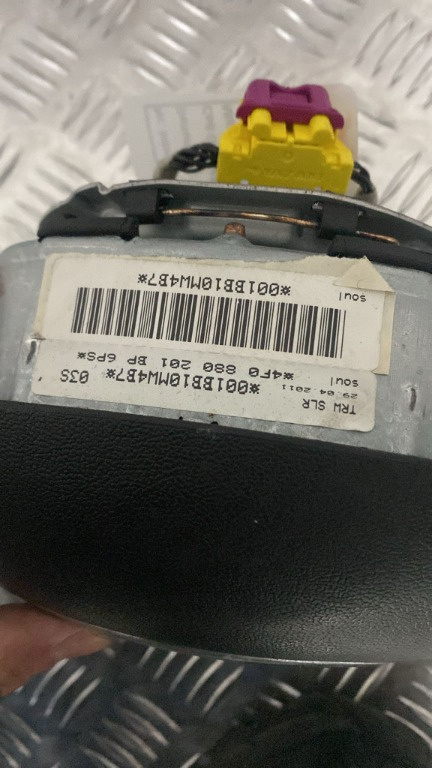 TRW SLR
29.04.2011
*001BB10MW4B7* 03S
soul
*4F0 880 201 BP 6PS*
soul
*001BB10MW4B7*